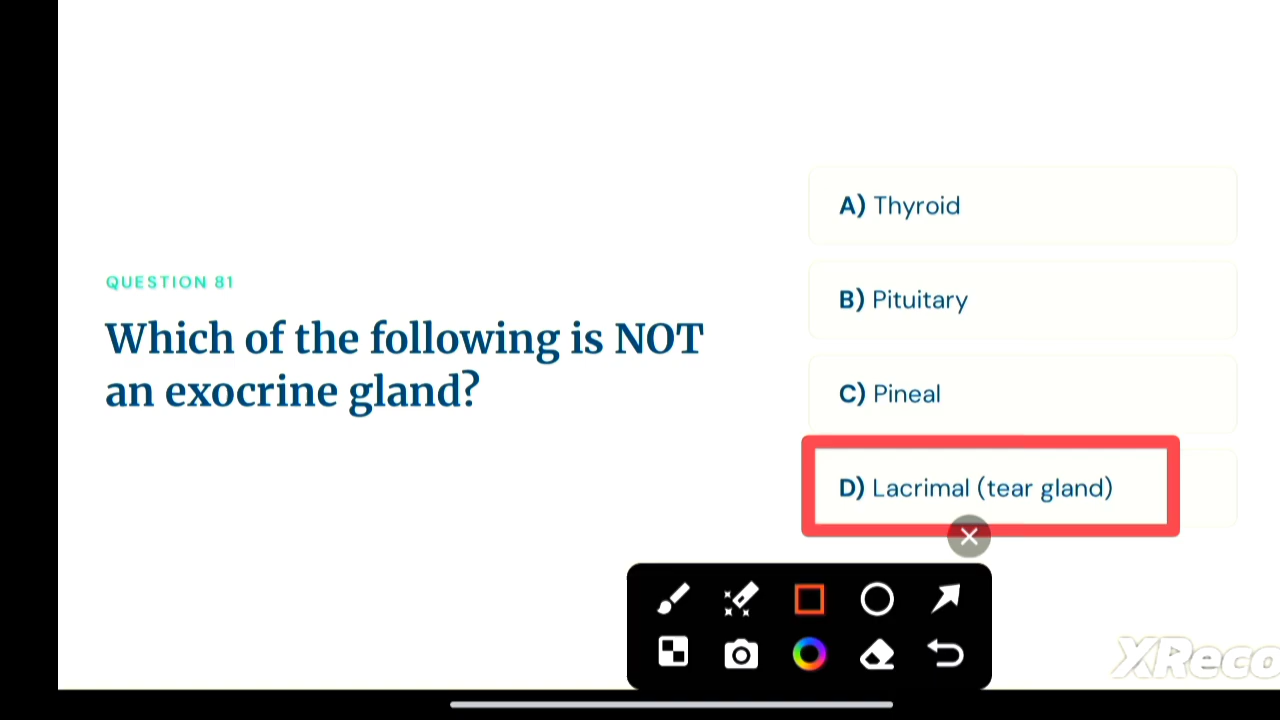 QUESTION 81
Which of the following is NOT
an exocrine gland?
A) Thyroid
B) Pituitary
C) Pineal
D) Lacrimal (tear gland)
XReco